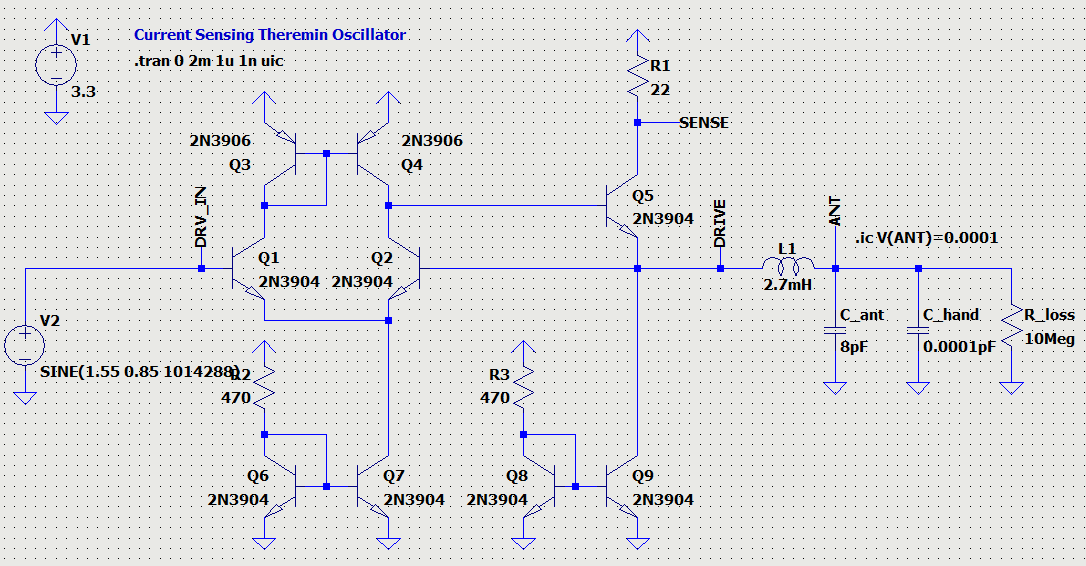 Current Sensing Theremin Oscillator
.tran 0 2m 1u 1n uic
V1
3.3
R1
22
SENSE
2N3906
Q3
2N3906
Q4
DRV_IN
Q5
2N3904
DRIVE
ANT
.ic V(ANT)=0.0001
Q1
2N3904
Q2
2N3904
L1
2.7mH
V2
SINE(1.55 0.85 1014288)
C_ant
8pF
C_hand
0.0001pF
R_loss
10Meg
R2
470
R3
470
Q6
2N3904
Q7
2N3904
Q8
2N3904
Q9
2N3904